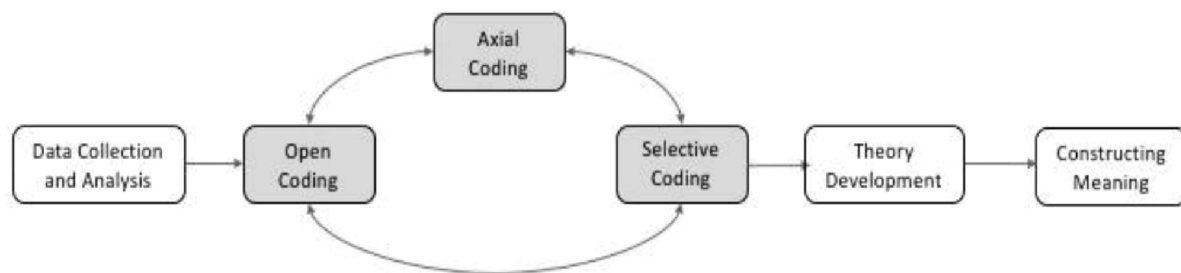 Axial
Coding
Data Collection
and Analysis
Open
Coding
Selective
Coding
Theory
Development
Constructing
Meaning